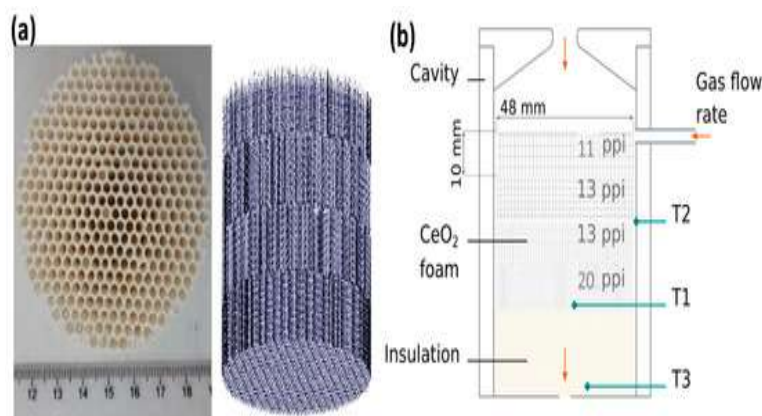 (a)
12 13 14 15 16 17 18
(b)
Cavity
48 mm
Gas flow
rate
11 ppi
10 mm
13 ppi
T2
CeO2
foam
13 ppi
20 ppi
T1
Insulation
T3